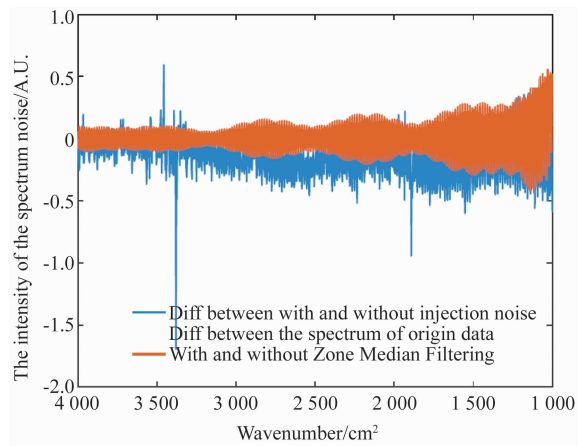 The intensity of the spectrum noise/A.U.
1.0
0.5
0
-0.5
-1.0
-1.5
-2.0
Diff between with and without injection noise
Diff between the spectrum of origin data
With and without Zone Median Filtering
4 000 3 500 3 000 2 500 2 000 1 500 1 000
Wavenumber/cm²